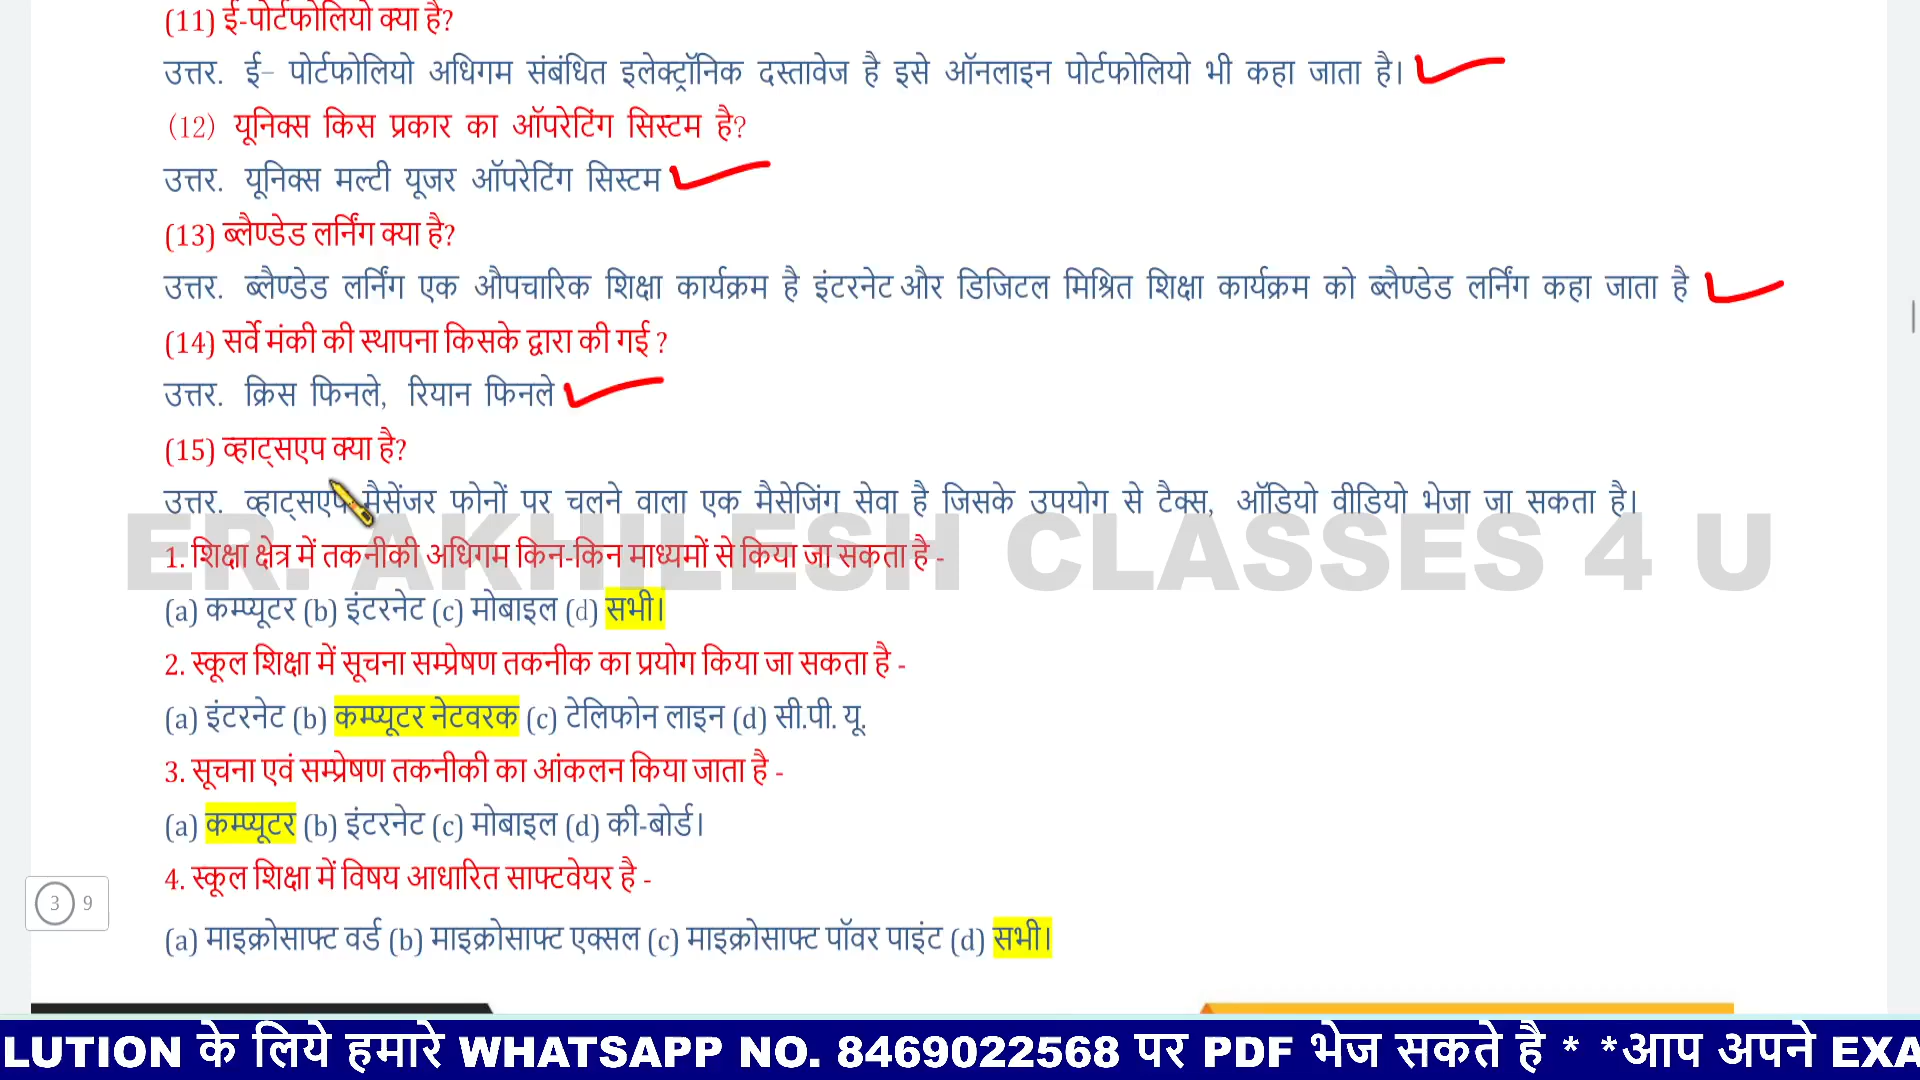 (11) ई-पोर्टफोलियो क्या है?
उत्तर. ई– पोर्टफोलियो अधिगम संबंधित इलेक्ट्रॉनिक दस्तावेज है इसे ऑनलाइन पोर्टफोलियो भी कहा जाता है।
(12) यूनिक्स किस प्रकार का ऑपरेटिंग सिस्टम है?
उत्तर. यूनिक्स मल्टी यूजर ऑपरेटिंग सिस्टम
(13) ब्लैण्डेड लर्निंग क्या है?
उत्तर. ब्लैण्डेड लर्निंग एक औपचारिक शिक्षा कार्यक्रम है इंटरनेट और डिजिटल मिश्रित शिक्षा कार्यक्रम को ब्लैण्डेड लर्निंग कहा जाता है
(14) सर्वे मंकी की स्थापना किसके द्वारा की गई ?
उत्तर. क्रिस फिनले, रियान फिनले
(15) व्हाट्सएप क्या है?
उत्तर. व्हाट्सएप मैसेंजर फोनों पर चलने वाला एक मैसेजिंग सेवा है जिसके उपयोग से टैक्स, ऑडियो वीडियो भेजा जा सकता है।
ER. AKHILESH CLASSES 4 U
1. शिक्षा क्षेत्र में तकनीकी अधिगम किन-किन माध्यमों से किया जा सकता है -
(a) कम्प्यूटर (b) इंटरनेट (c) मोबाइल (d) सभी।
2. स्कूल शिक्षा में सूचना सम्प्रेषण तकनीक का प्रयोग किया जा सकता है -
(a) इंटरनेट (b) कम्प्यूटर नेटवरक (c) टेलिफोन लाइन (d) सी.पी. यू.
3. सूचना एवं सम्प्रेषण तकनीकी का आंकलन किया जाता है -
(a) कम्प्यूटर (b) इंटरनेट (c) मोबाइल (d) की-बोर्ड।
4. स्कूल शिक्षा में विषय आधारित साफ्टवेयर है -
3 9
(a) माइक्रोसाफ्ट वर्ड (b) माइक्रोसाफ्ट एक्सल (c) माइक्रोसाफ्ट पॉवर पाइंट (d) सभी।
LUTION के लिये हमारे WHATSAPP NO. 8469022568 पर PDF भेज सकते है * *आप अपने EXA